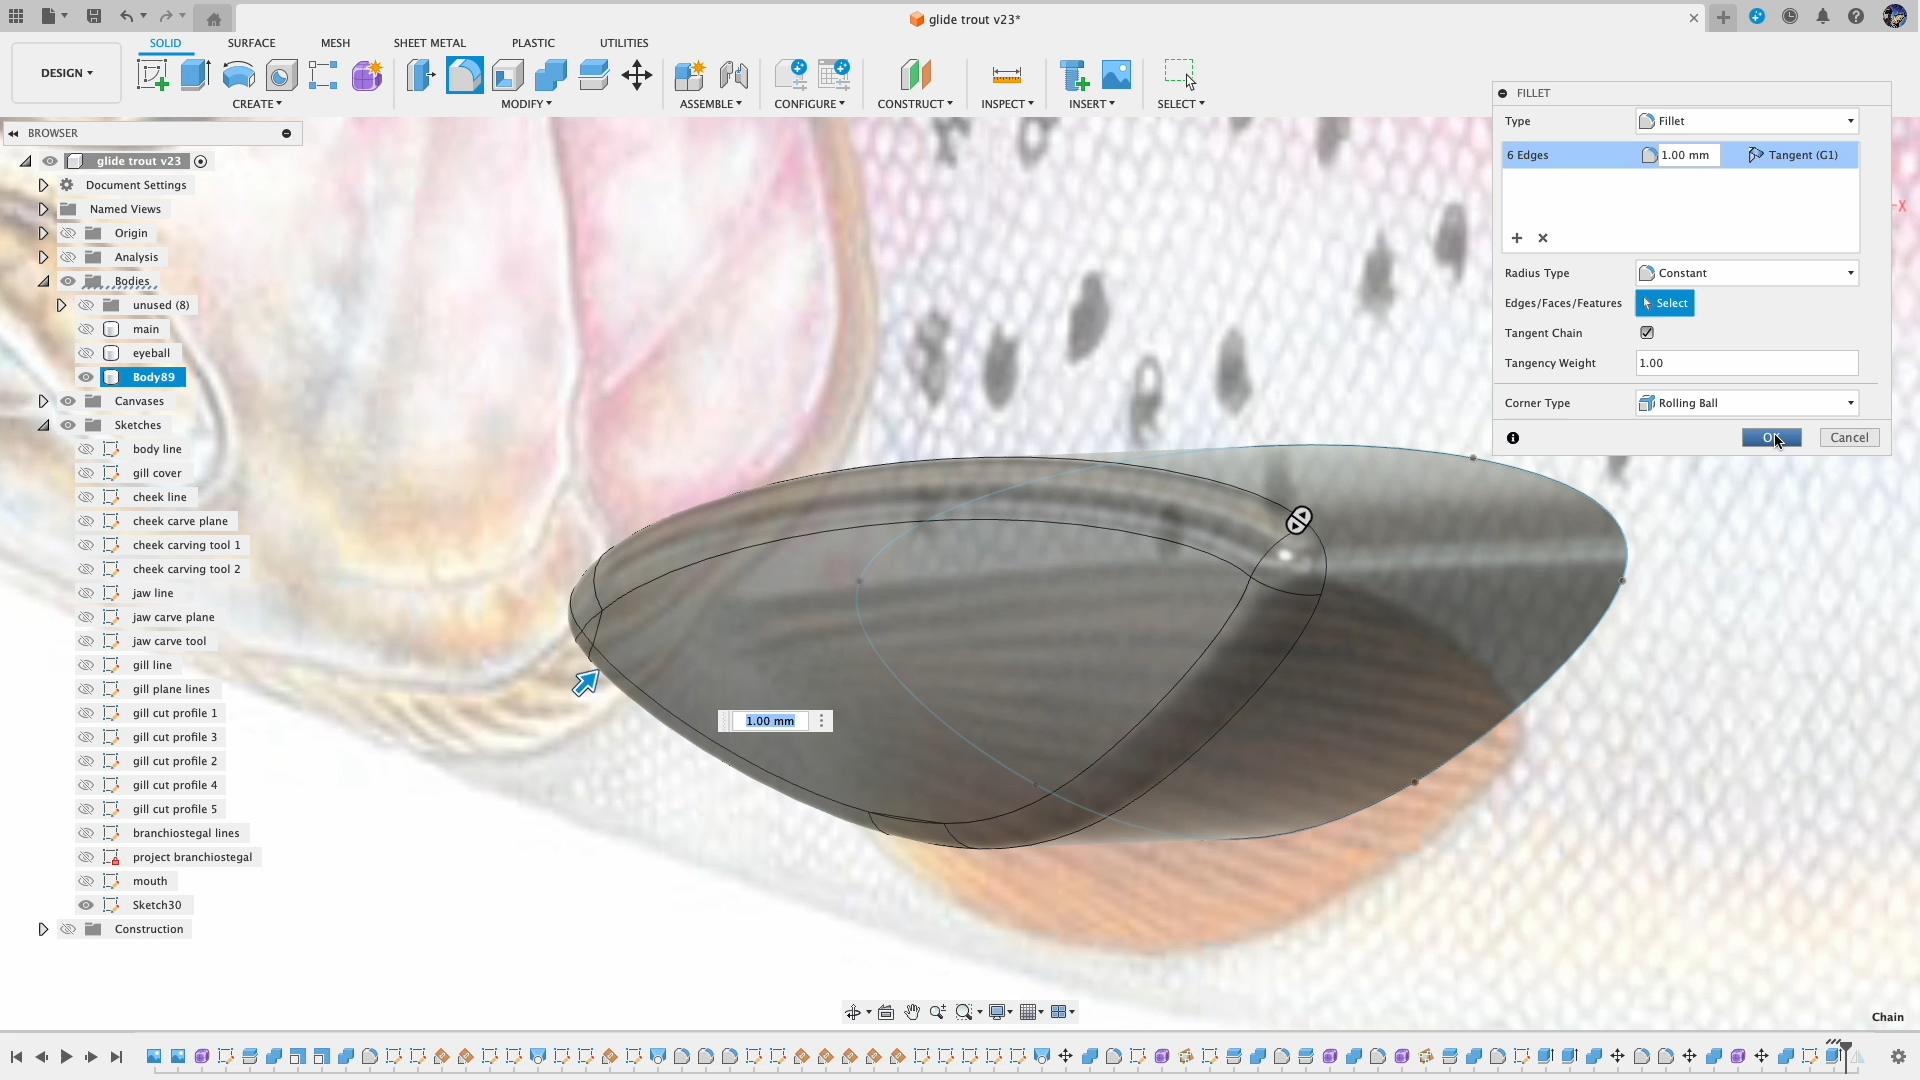 glide trout v23*
DESIGN
SOLID SURFACE MESH SHEET METAL PLASTIC UTILITIES
CREATE MODIFY ASSEMBLE CONFIGURE CONSTRUCT INSPECT INSERT SELECT
BROWSER
glide trout v23
Document Settings
Named Views
Origin
Analysis
Bodies
unused (8)
main
eyeball
Body89
Canvases
Sketches
body line
gill cover
cheek line
cheek carve plane
cheek carving tool 1
cheek carving tool 2
jaw line
jaw carve plane
jaw carve tool
gill line
gill plane lines
gill cut profile 1
gill cut profile 3
gill cut profile 2
gill cut profile 4
gill cut profile 5
branchiostegal lines
project branchiostegal
mouth
Sketch30
Construction
FILLET
Type Fillet
6 Edges 1.00 mm Tangent (G1)
Radius Type Constant
Edges/Faces/Features Select
Tangent Chain
Tangency Weight 1.00
Corner Type Rolling Ball
OK Cancel
-X
1.00 mm
Chain